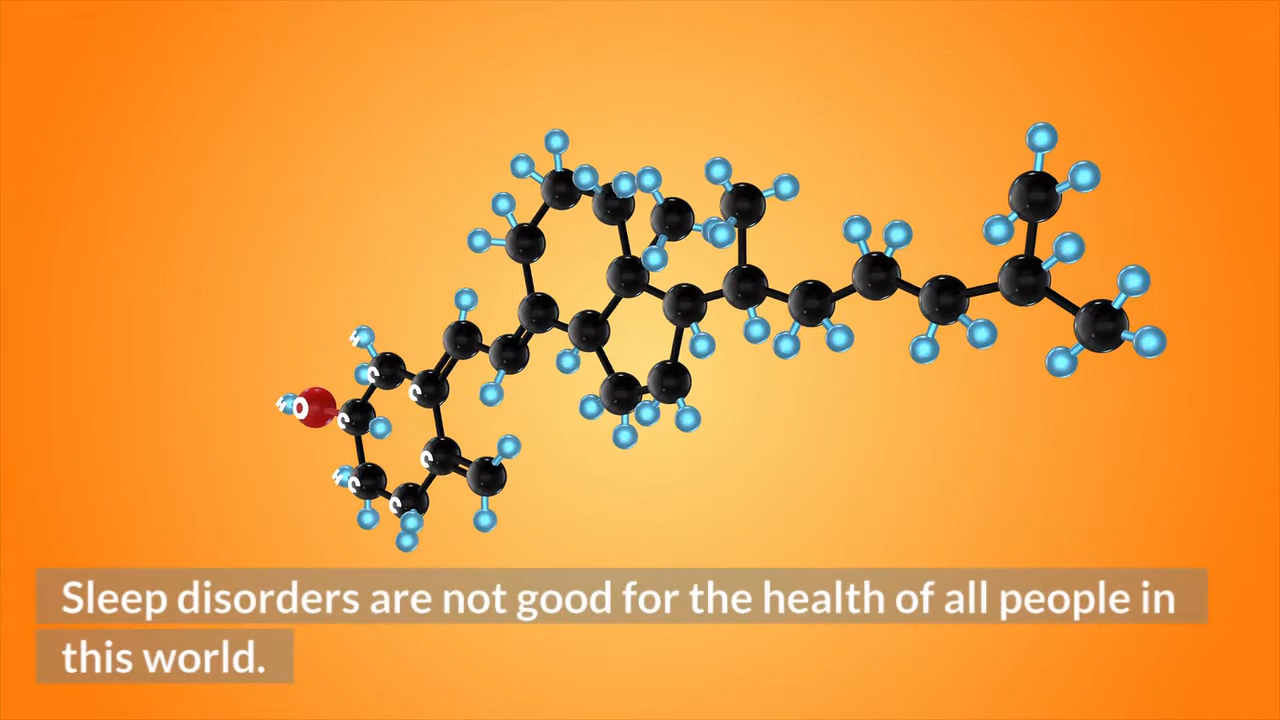 H
C
C
H
O
C
C
H
C
C
Sleep disorders are not good for the health of all people in
this world.